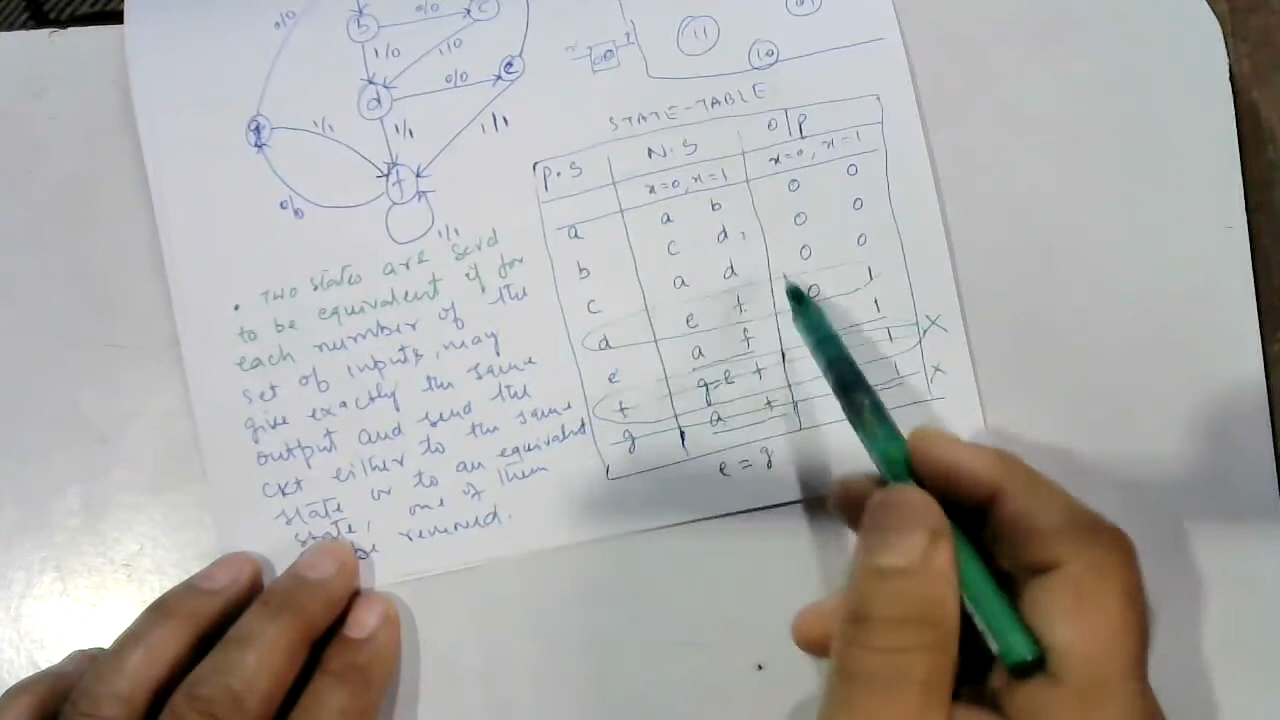 0/0
b
0/0
c
1/0
1/0
d
0/0
e
g
1/1
1/1
1/1
f
0/0
1/1
11
10
00
STATE-TABLE
P.S N.S O/P
x=0, x=1 x=0, x=1
a a b 0 0
b c d, 0 0
c a d 0 0
d e f 0 1
e a f 1
f g=e f 1 X
g a f 1 X
e = g
• Two states are said
to be equivalent if for
each number of the
set of inputs, may
give exactly the same
output and send the
ckt either to the same
state or to an equivalent
state, one of them
be removed.